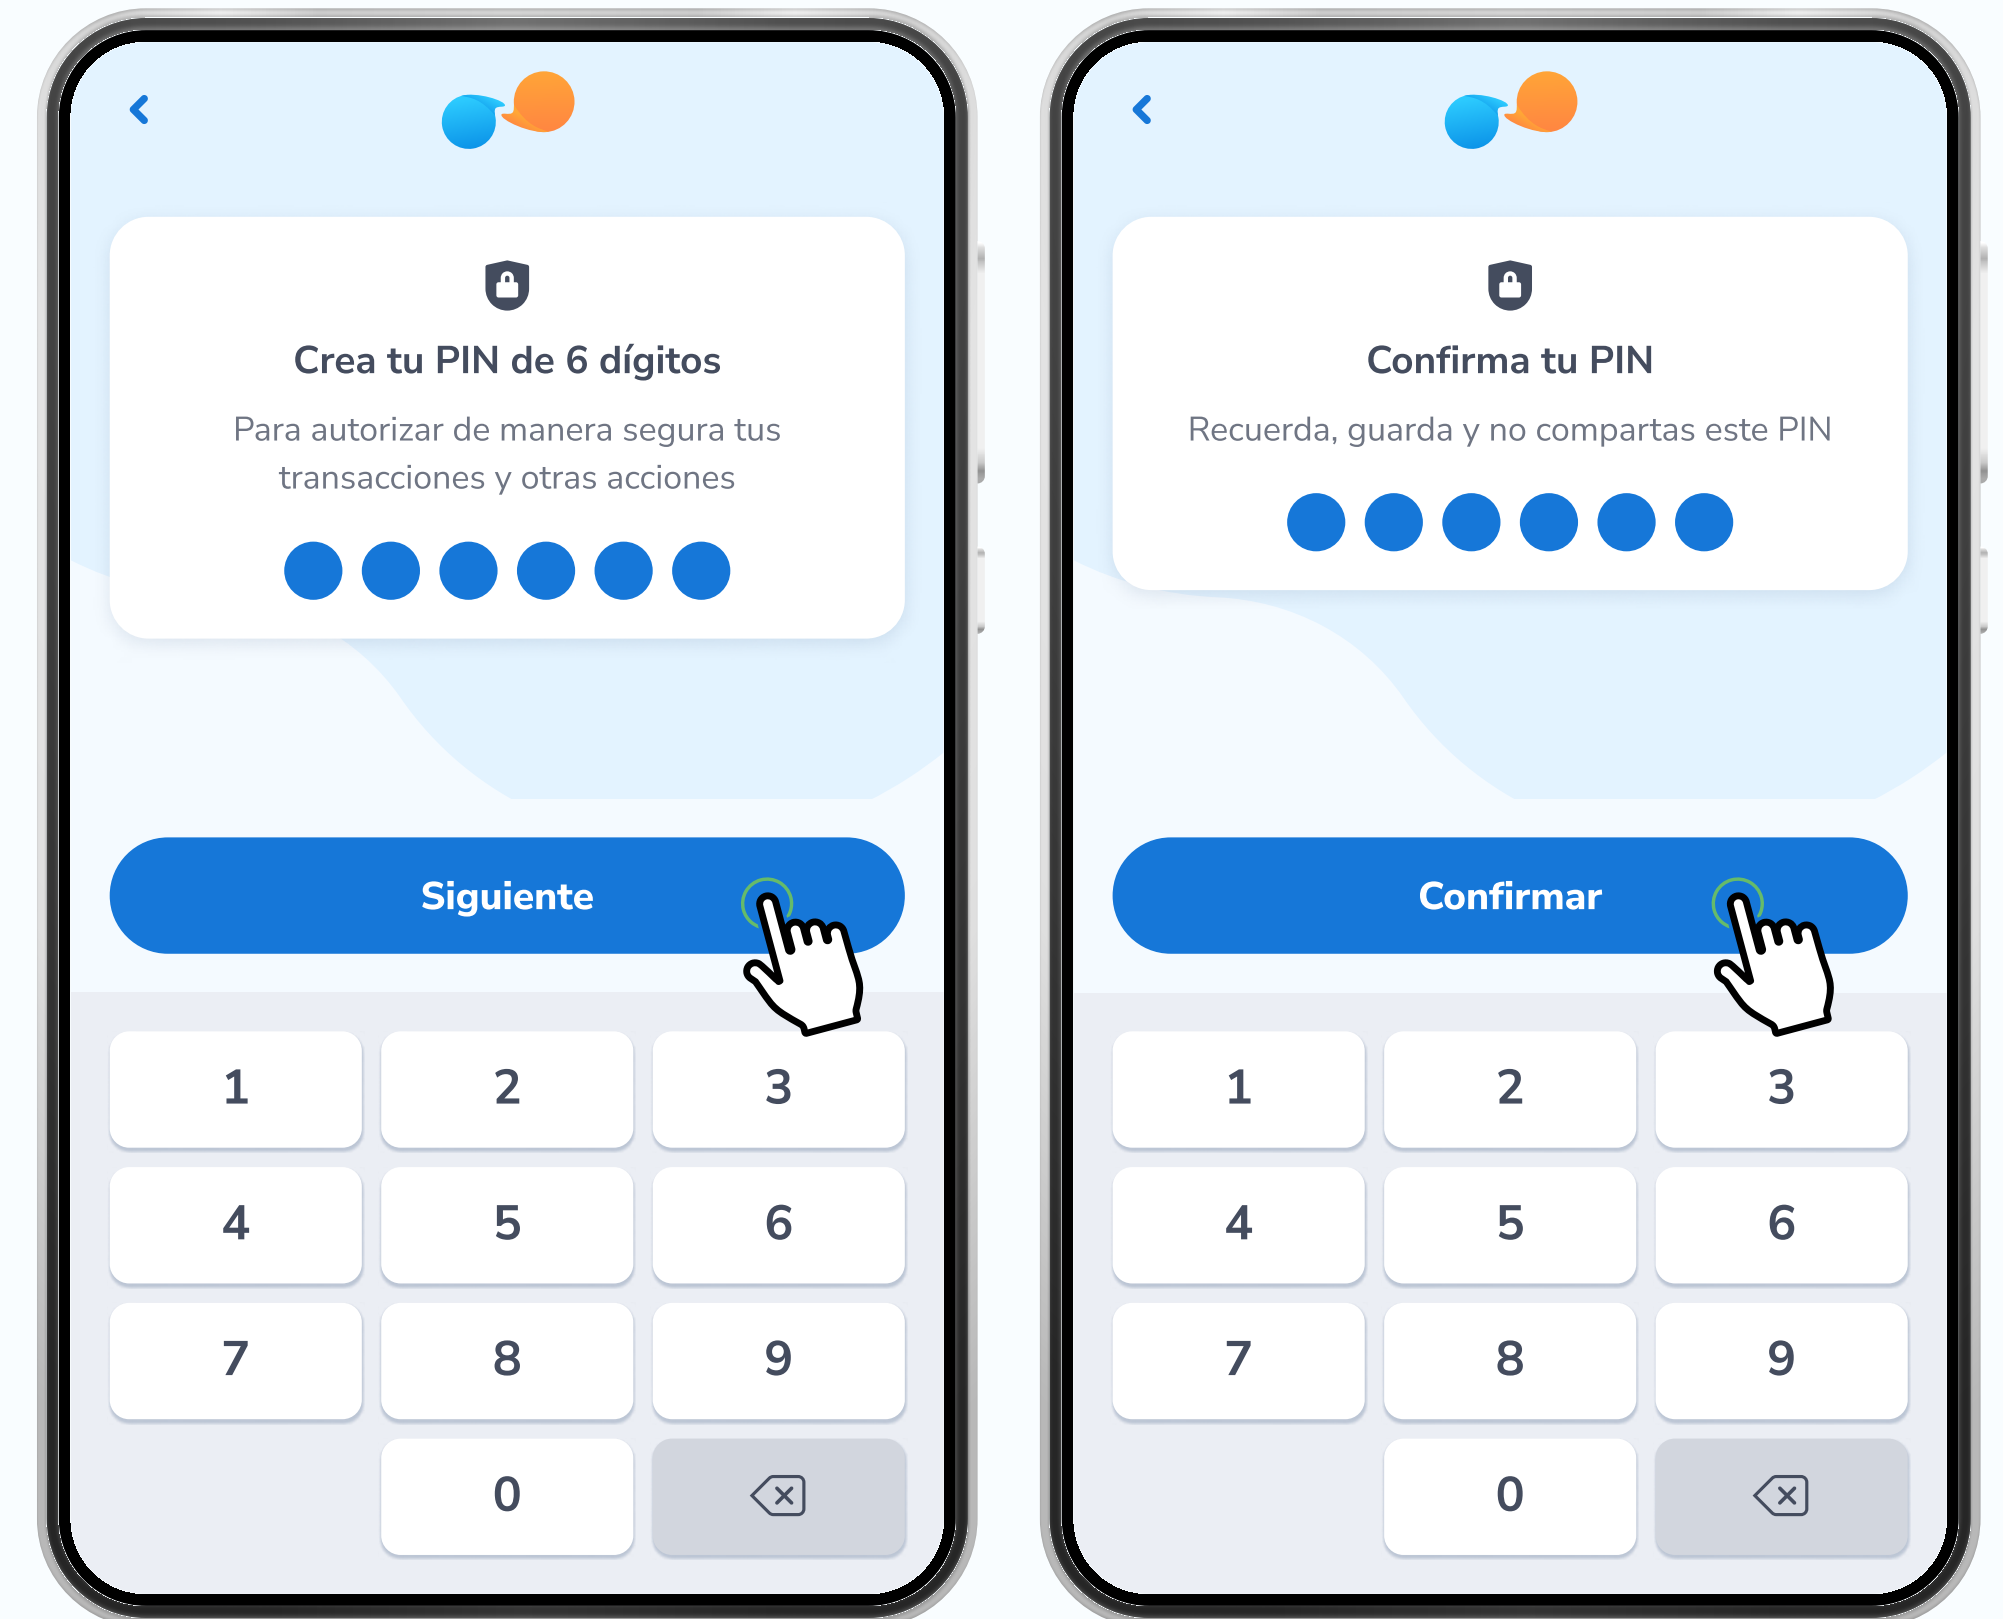 Crea tu PIN de 6 dígitos
Para autorizar de manera segura tus
transacciones y otras acciones
Siguiente
1 2 3
4 5 6
7 8 9
0
Confirma tu PIN
Recuerda, guarda y no compartas este PIN
Confirmar
1 2 3
4 5 6
7 8 9
0